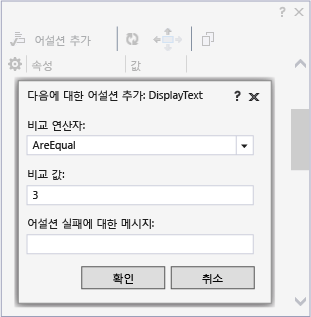 ? ×
어설션 추가
속성 값
다음에 대한 어설션 추가: DisplayText ? ×
비교 연산자:
AreEqual
비교 값:
3
어설션 실패에 대한 메시지:
확인 취소